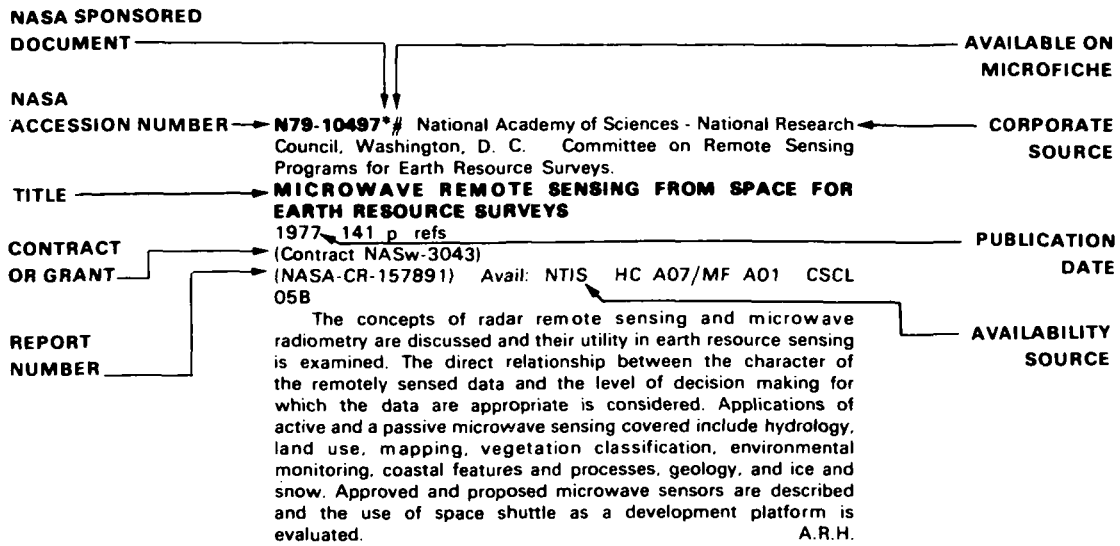 NASA SPONSORED
DOCUMENT
AVAILABLE ON
MICROFICHE
NASA
ACCESSION NUMBER
N79-10497*# National Academy of Sciences - National Research
Council, Washington, D. C. Committee on Remote Sensing
Programs for Earth Resource Surveys.
CORPORATE
SOURCE
TITLE
MICROWAVE REMOTE SENSING FROM SPACE FOR
EARTH RESOURCE SURVEYS
1977 141 p refs
CONTRACT
OR GRANT
(Contract NASw-3043)
PUBLICATION
DATE
(NASA-CR-157891) Avail: NTIS HC A07/MF A01 CSCL
05B
REPORT
NUMBER
AVAILABILITY
SOURCE
The concepts of radar remote sensing and microwave
radiometry are discussed and their utility in earth resource sensing
is examined. The direct relationship between the character of
the remotely sensed data and the level of decision making for
which the data are appropriate is considered. Applications of
active and a passive microwave sensing covered include hydrology,
land use, mapping, vegetation classification, environmental
monitoring, coastal features and processes, geology, and ice and
snow. Approved and proposed microwave sensors are described
and the use of space shuttle as a development platform is
evaluated. A.R.H.